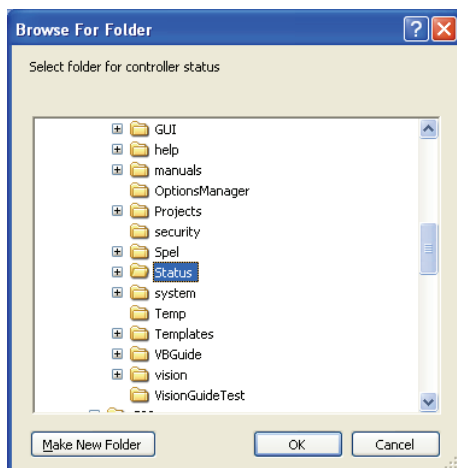 Browse For Folder
Select folder for controller status
GUI
help
manuals
OptionsManager
Projects
security
Spel
Status
system
Temp
Templates
VBGuide
vision
VisionGuideTest
Make New Folder
OK
Cancel